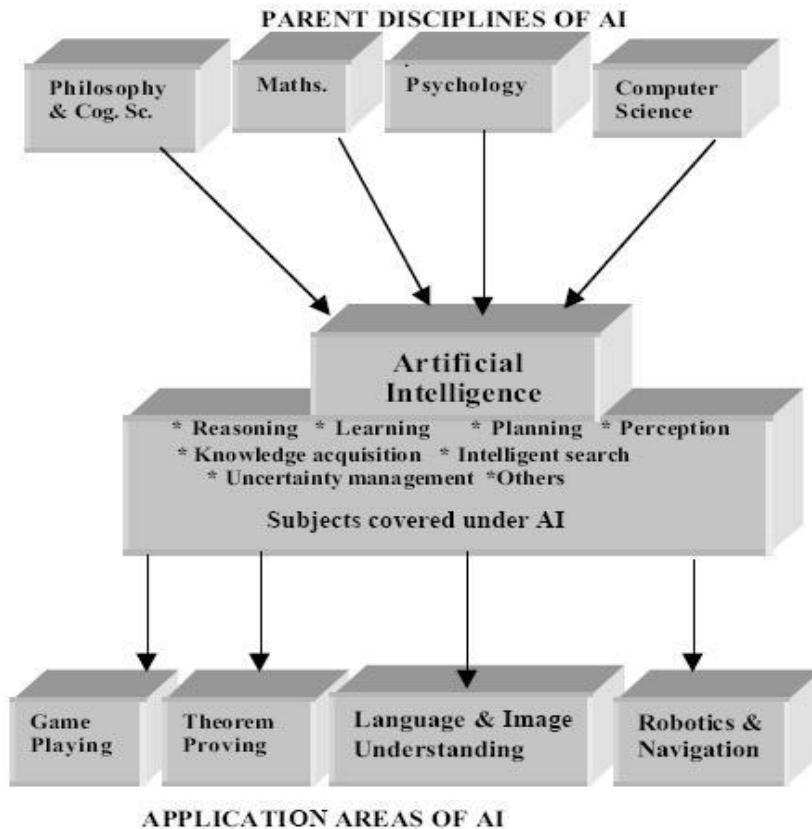 PARENT DISCIPLINES OF AI
Philosophy
& Cog. Sc.
Maths.
Psychology
Computer
Science
Artificial
Intelligence
* Reasoning * Learning * Planning * Perception
* Knowledge acquisition * Intelligent search
* Uncertainty management *Others
Subjects covered under AI
Game
Playing
Theorem
Proving
Language & Image
Understanding
Robotics &
Navigation
APPLICATION AREAS OF AI